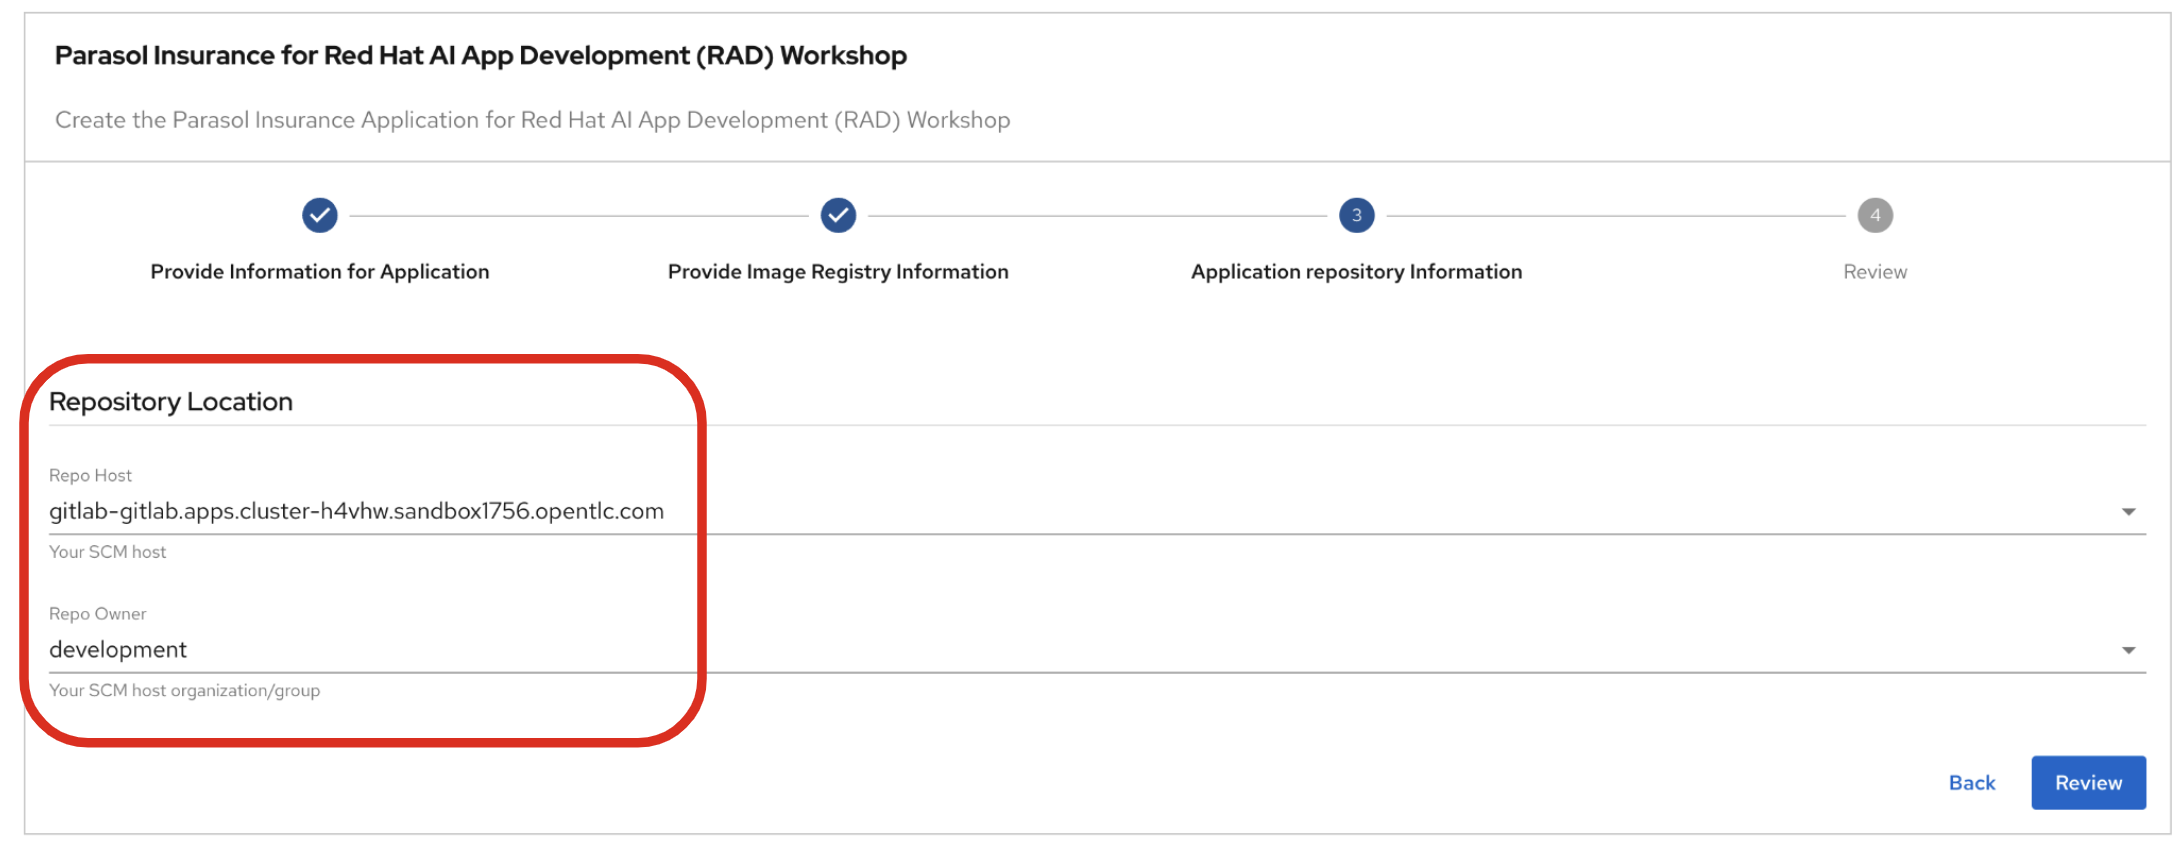 Parasol Insurance for Red Hat AI App Development (RAD) Workshop
Create the Parasol Insurance Application for Red Hat AI App Development (RAD) Workshop
3
4
Provide Information for Application
Provide Image Registry Information
Application repository Information
Review
Repository Location
Repo Host
gitlab-gitlab.apps.cluster-h4vhw.sandbox1756.opentlc.com
Your SCM host
Repo Owner
development
Your SCM host organization/group
Back
Review